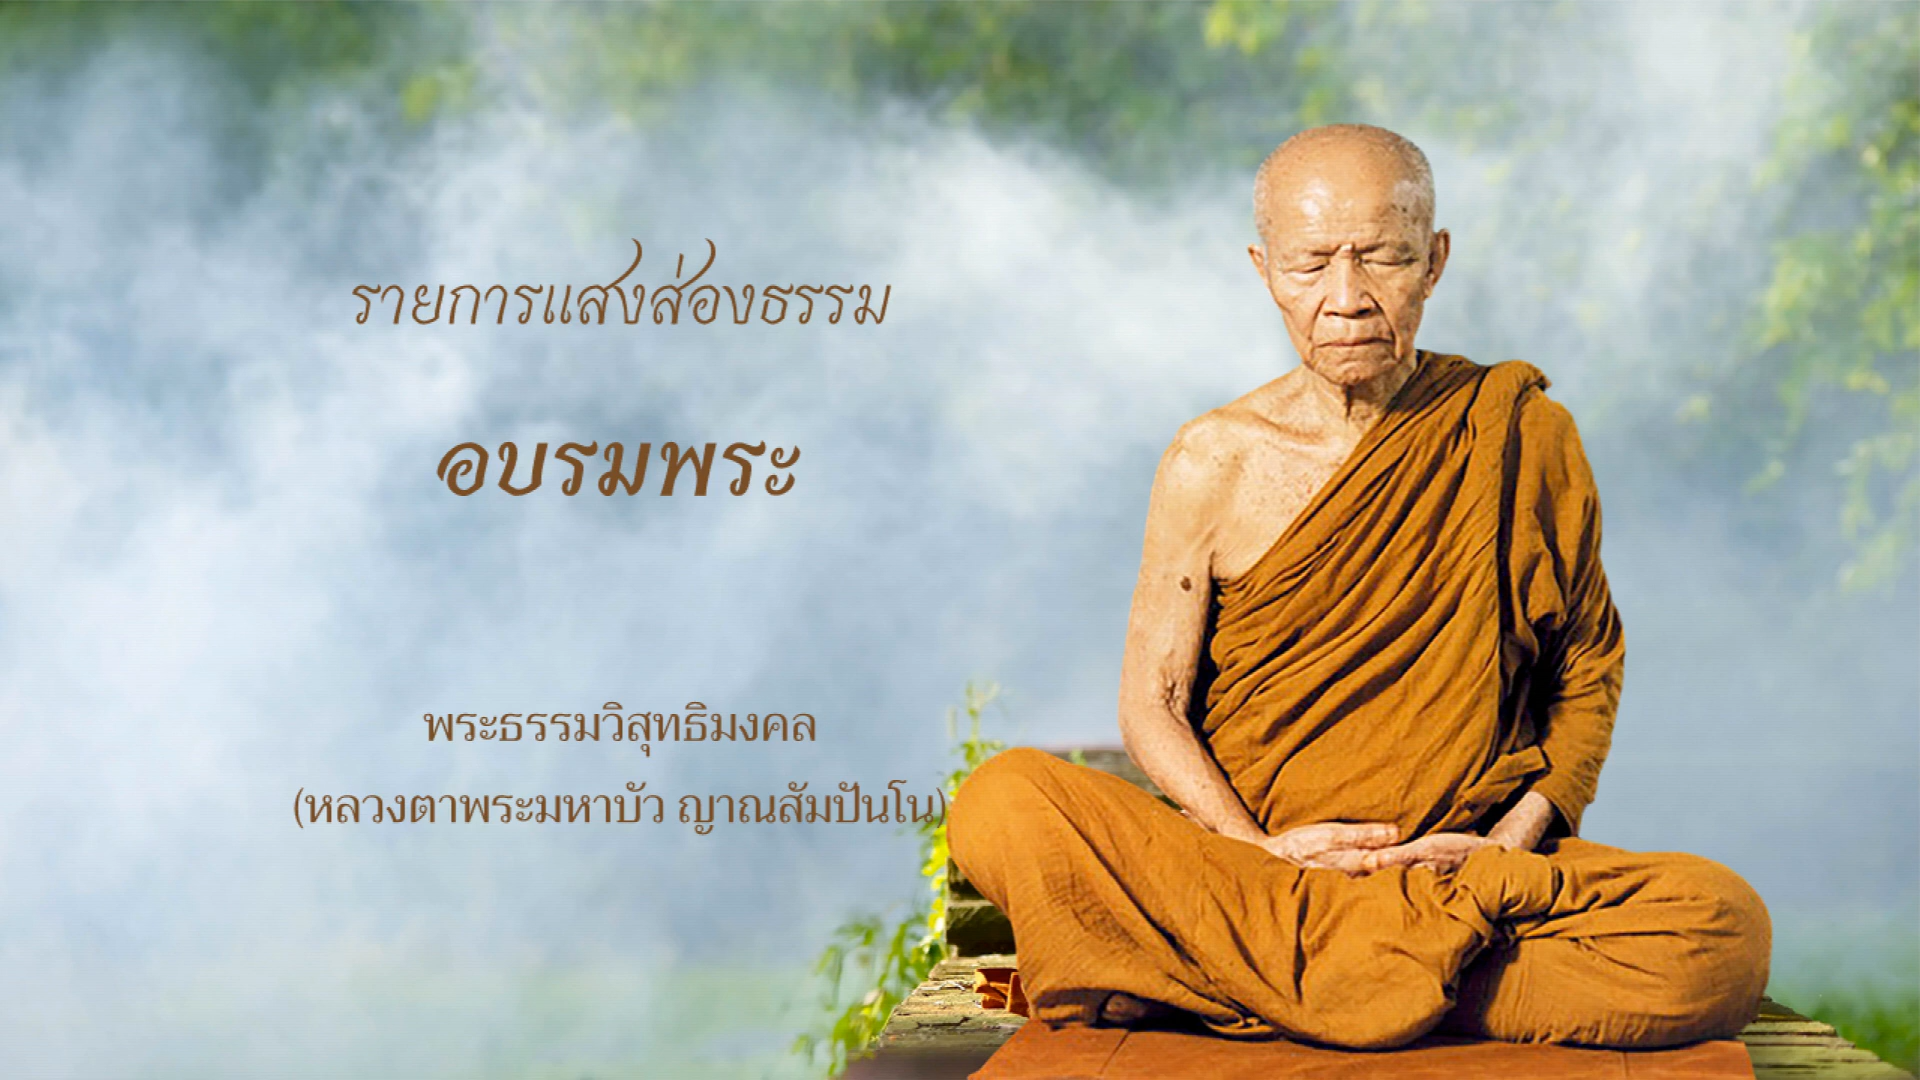 รายการแสงส่องธรรม
อบรมพระ
พระธรรมวิสุทธิมงคล
(หลวงตาพระมหาบัว ญาณสัมปันโน)